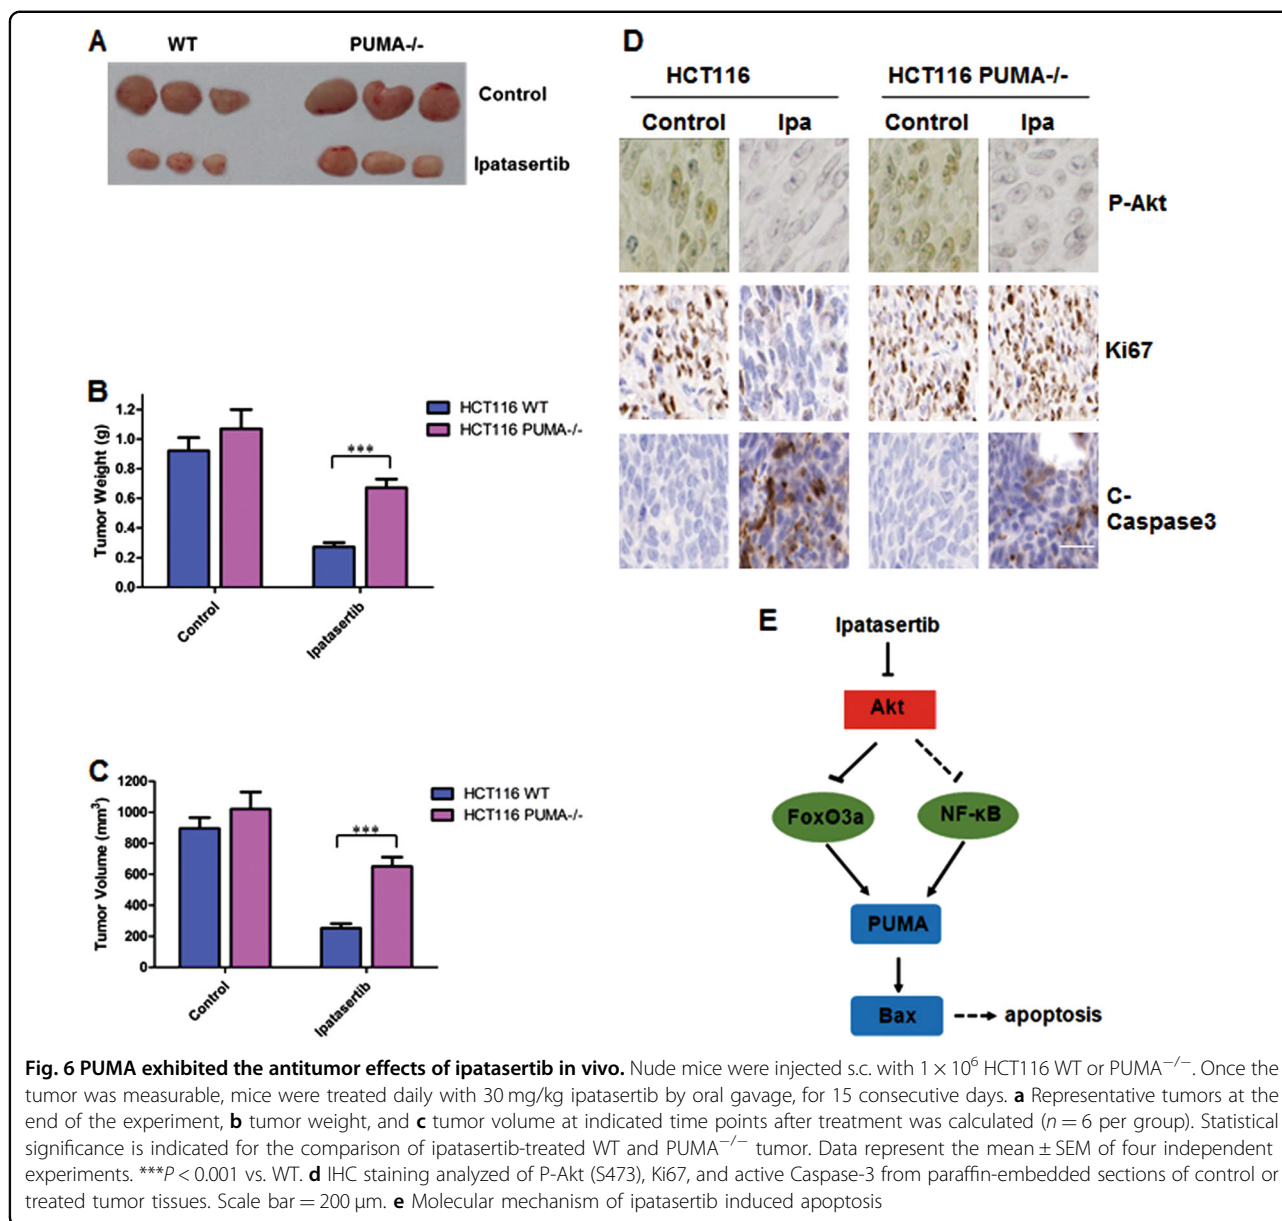 A
WT PUMA-/-
Control
Ipatasertib
B
Tumor Weight (g)
1.2
1.0
0.8
0.6
0.4
0.2
0.0
HCT116 WT
HCT116 PUMA-/-
***
Control
Ipatasertib
C
Tumor Volume (mm³)
1200
1000
800
600
400
200
0
HCT116 WT
HCT116 PUMA-/-
***
Control
Ipatasertib
D
HCT116 HCT116 PUMA-/-
Control Ipa Control Ipa
P-Akt
Ki67
C-
Caspase3
E
Ipatasertib
Akt
FoxO3a NF-κB
PUMA
Bax apoptosis
Fig. 6 PUMA exhibited the antitumor effects of ipatasertib in vivo. Nude mice were injected s.c. with 1 × 10⁶ HCT116 WT or PUMA⁻/⁻. Once the
tumor was measurable, mice were treated daily with 30 mg/kg ipatasertib by oral gavage, for 15 consecutive days. a Representative tumors at the
end of the experiment, b tumor weight, and c tumor volume at indicated time points after treatment was calculated (n = 6 per group). Statistical
significance is indicated for the comparison of ipatasertib-treated WT and PUMA⁻/⁻ tumor. Data represent the mean ± SEM of four independent
experiments. ***P < 0.001 vs. WT. d IHC staining analyzed of P-Akt (S473), Ki67, and active Caspase-3 from paraffin-embedded sections of control or
treated tumor tissues. Scale bar = 200 μm. e Molecular mechanism of ipatasertib induced apoptosis